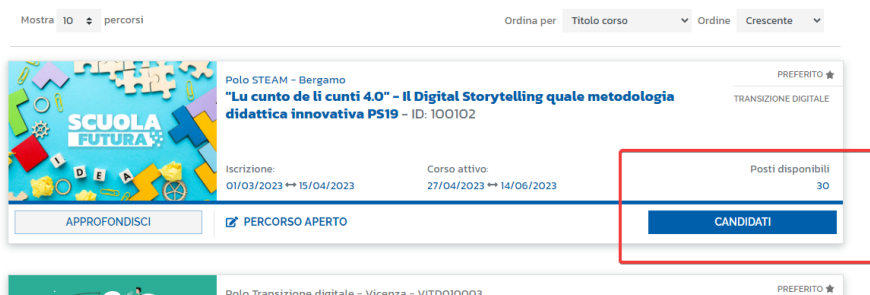 Mostra 10 percorsi
Ordina per Titolo corso Ordine Crescente
PREFERITO
Polo STEAM - Bergamo
TRANSIZIONE DIGITALE
"Lu cunto de li cunti 4.0" - Il Digital Storytelling quale metodologia
didattica innovativa PS19 - ID: 100102
SCUOLA
FUTURA
I D E A
Iscrizione:
01/03/2023 ↔ 15/04/2023
Corso attivo:
27/04/2023 ↔ 14/06/2023
Posti disponibili
30
APPROFONDISCI
PERCORSO APERTO
CANDIDATI
PREFERITO
Polo Transizione digitale - Vicenza - VITD010003